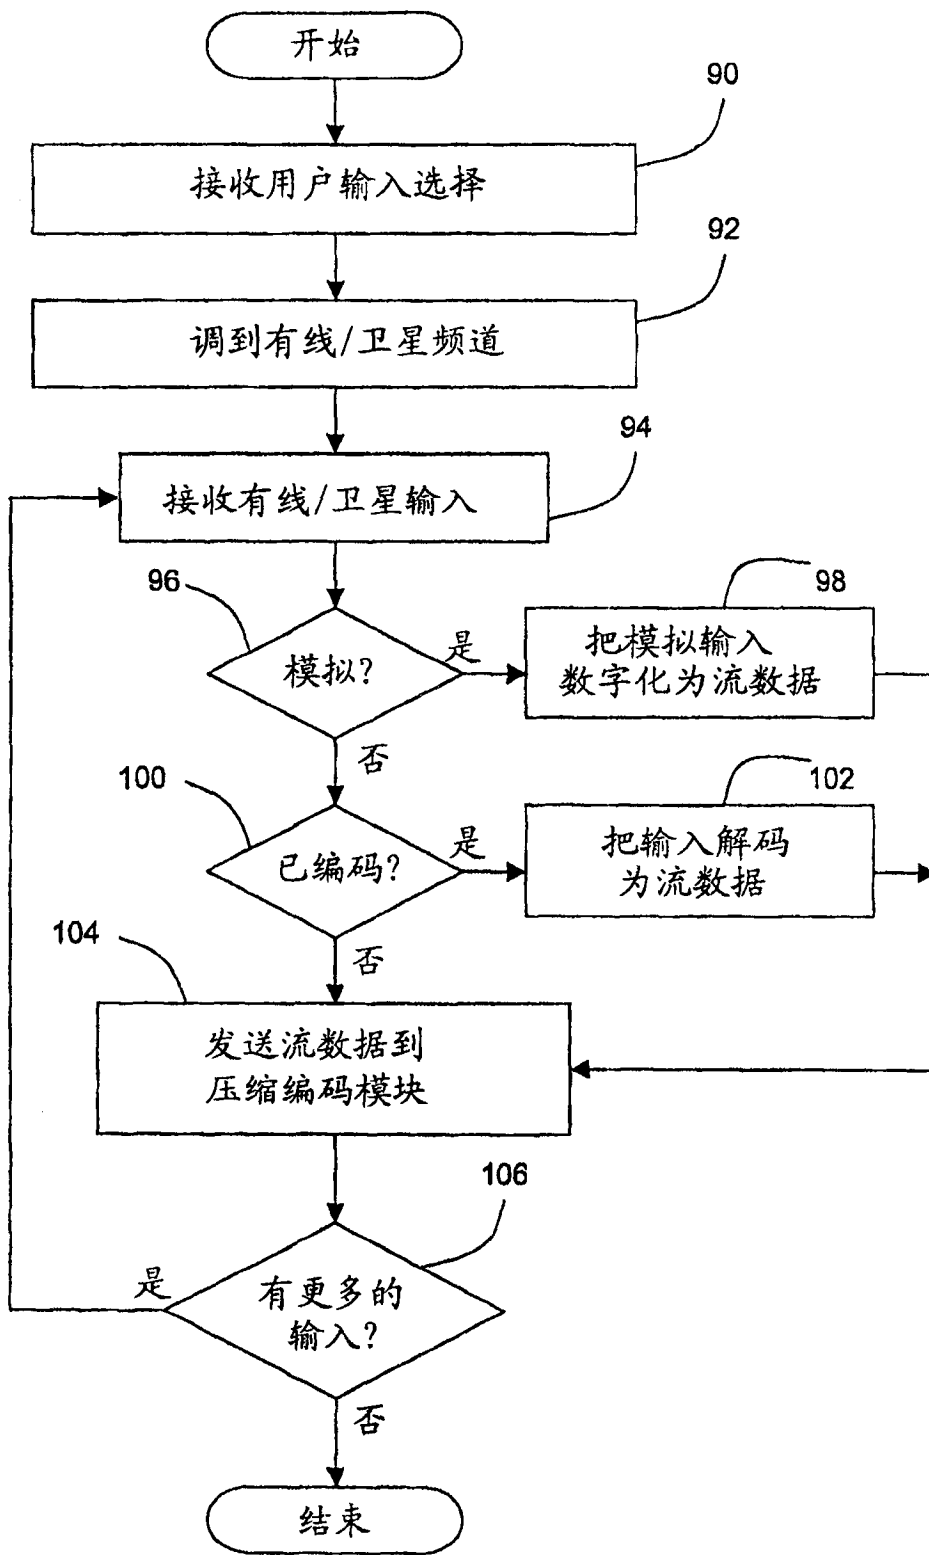 开始
90
接收用户输入选择
92
调到有线/卫星频道
94
接收有线/卫星输入
96
模拟?
是
98
把模拟输入
数字化为流数据
否
100
已编码?
是
102
把输入解码
为流数据
否
104
发送流数据到
压缩编码模块
106
有更多的
输入?
是
否
结束